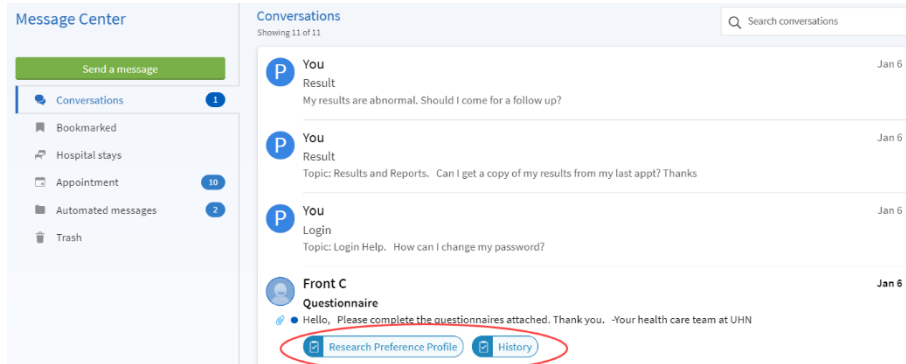 Message Center
Send a message
Conversations 1
Bookmarked
Hospital stays
Appointment 10
Automated messages 2
Trash
Conversations
Showing 11 of 11
Search conversations
P You Jan 6
Result
My results are abnormal. Should I come for a follow up?
P You Jan 6
Result
Topic: Results and Reports. Can I get a copy of my results from my last appt? Thanks
P You Jan 6
Login
Topic: Login Help. How can I change my password?
Front C Jan 6
Questionnaire
Hello, Please complete the questionnaires attached. Thank you. -Your health care team at UHN
Research Preference Profile History